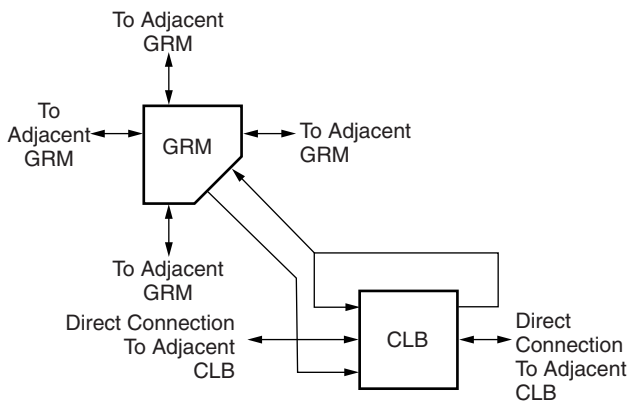 To Adjacent
GRM
To
Adjacent
GRM
GRM
To Adjacent
GRM
To Adjacent
GRM
Direct Connection
To Adjacent
CLB
CLB
Direct
Connection
To Adjacent
CLB